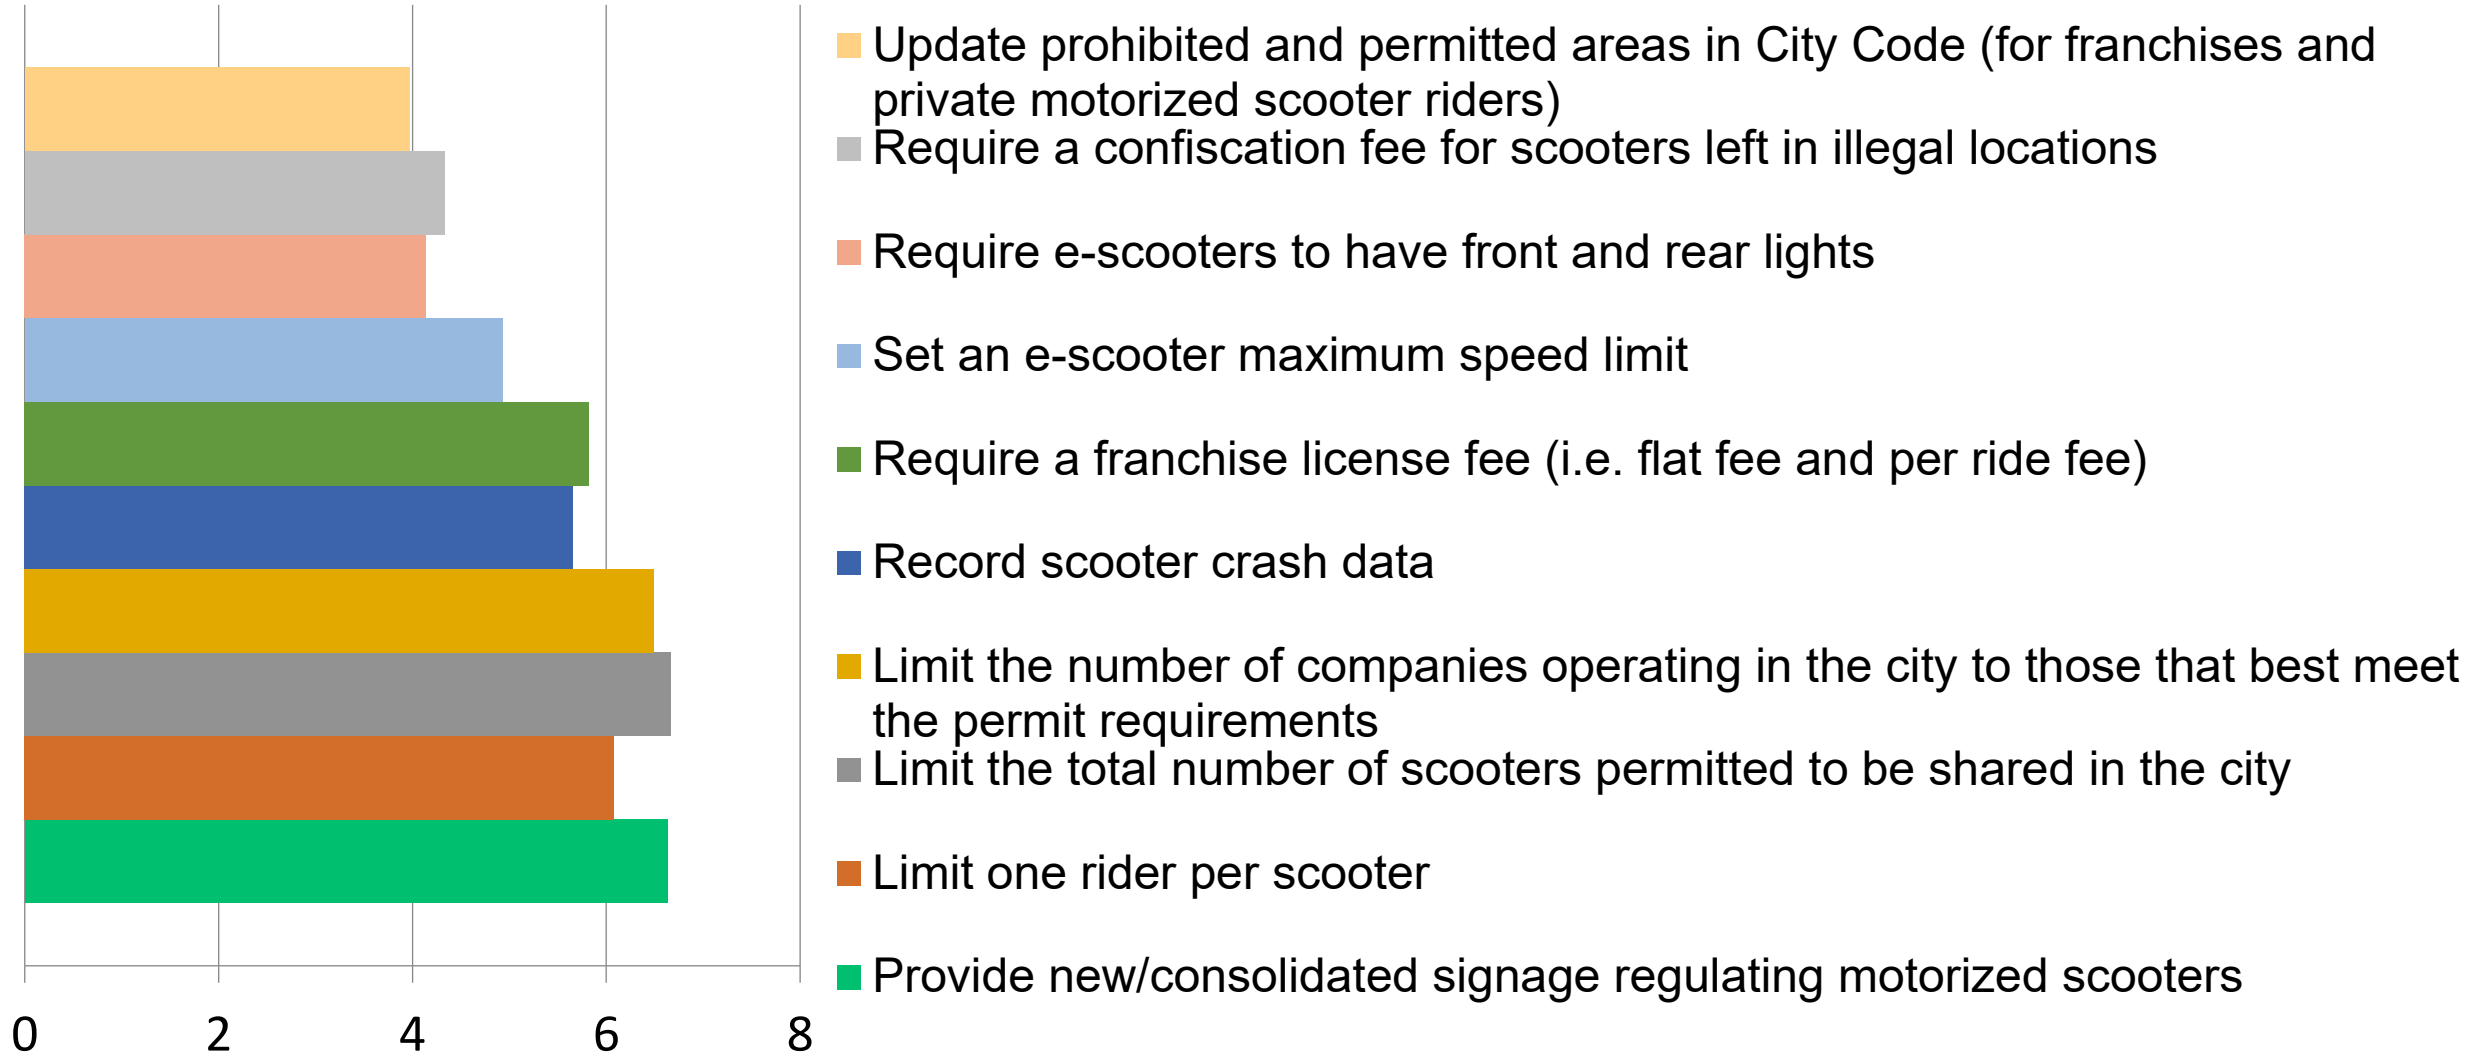 Update prohibited and permitted areas in City Code (for franchises and
private motorized scooter riders)
Require a confiscation fee for scooters left in illegal locations
Require e-scooters to have front and rear lights
Set an e-scooter maximum speed limit
Require a franchise license fee (i.e. flat fee and per ride fee)
Record scooter crash data
Limit the number of companies operating in the city to those that best meet
the permit requirements
Limit the total number of scooters permitted to be shared in the city
Limit one rider per scooter
Provide new/consolidated signage regulating motorized scooters
0 2 4 6 8